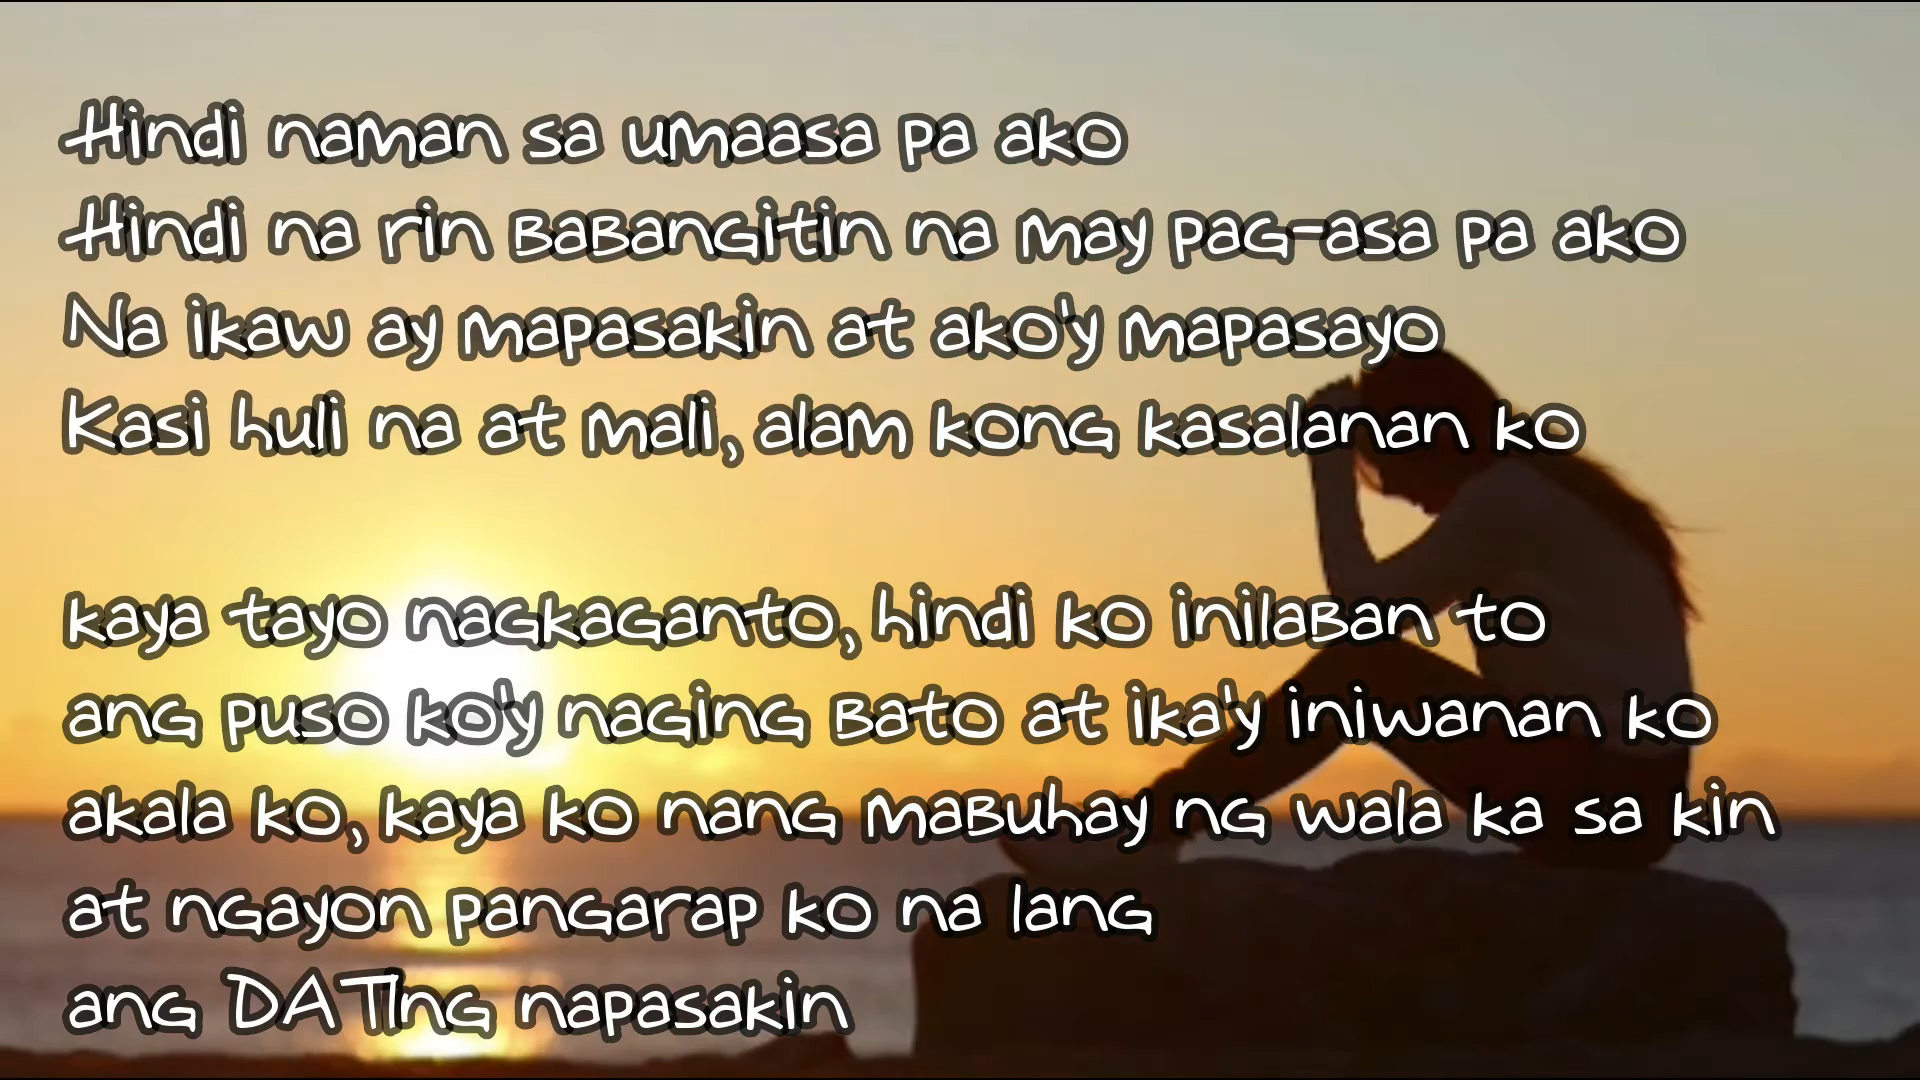 Hindi naman sa umaasa pa ako
Hindi na rin babangitin na may pag-asa pa ako
Na ikaw ay mapasakin at ako'y mapasayo
Kasi huli na at mali, alam kong kasalanan ko
kaya tayo nagkaganto, hindi ko inilaban to
ang puso ko'y naging bato at ika'y iniwanan ko
akala ko, kaya ko nang mabuhay ng wala ka sa kin
at ngayon pangarap ko na lang
ang DATIng napasakin